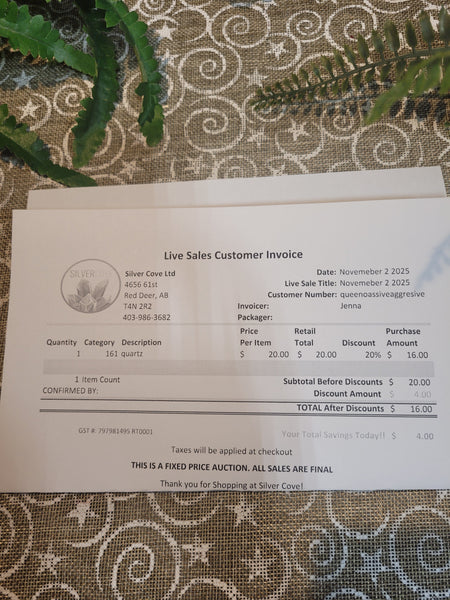 Live Sales Customer Invoice
SILVER COVE
Silver Cove Ltd
4656 61st
Red Deer, AB
T4N 2R2
403-986-3682
Date: Novemeber 2 2025
Live Sale Title: Novemeber 2 2025
Customer Number: queenoassiveaggresive
Invoicer: Jenna
Packager:
Price Retail Purchase
Quantity Category Description Per Item Total Discount Amount
1 161 quartz $ 20.00 $ 20.00 20% $ 16.00
1 Item Count Subtotal Before Discounts $ 20.00
CONFIRMED BY: Discount Amount $ 4.00
TOTAL After Discounts $ 16.00
GST #: 797981495 RT0001 Your Total Savings Today!! $ 4.00
Taxes will be applied at checkout
THIS IS A FIXED PRICE AUCTION. ALL SALES ARE FINAL
Thank you for Shopping at Silver Cove!